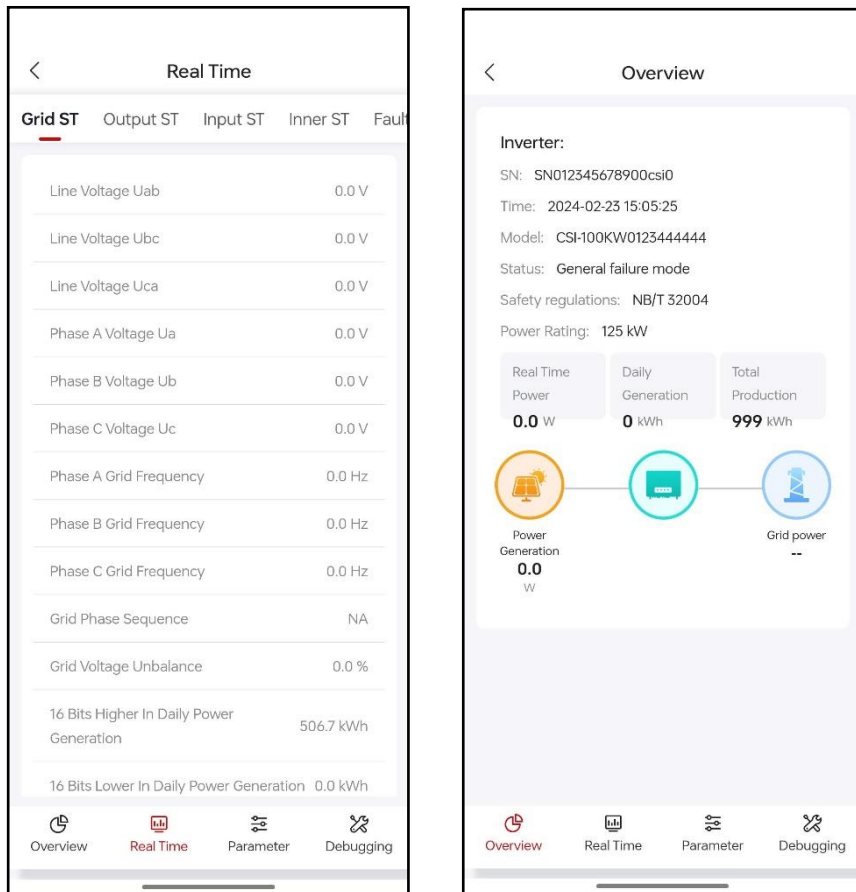 Real Time
Grid ST Output ST Input ST Inner ST Fault
Line Voltage Uab 0.0 V
Line Voltage Ubc 0.0 V
Line Voltage Uca 0.0 V
Phase A Voltage Ua 0.0 V
Phase B Voltage Ub 0.0 V
Phase C Voltage Uc 0.0 V
Phase A Grid Frequency 0.0 Hz
Phase B Grid Frequency 0.0 Hz
Phase C Grid Frequency 0.0 Hz
Grid Phase Sequence NA
Grid Voltage Unbalance 0.0 %
16 Bits Higher In Daily Power
Generation 506.7 kWh
16 Bits Lower In Daily Power Generation 0.0 kWh
Overview Real Time Parameter Debugging
Overview
Inverter:
SN: SN012345678900csi0
Time: 2024-02-23 15:05:25
Model: CSI-100KW0123444444
Status: General failure mode
Safety regulations: NB/T 32004
Power Rating: 125 kW
Real Time Daily Total
Power Generation Production
0.0 W 0 kWh 999 kWh
Power Grid power
Generation --
0.0
W
Overview Real Time Parameter Debugging